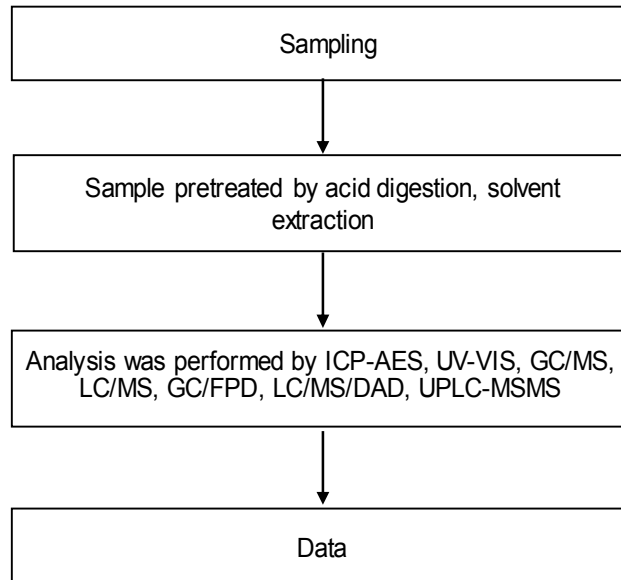 Sampling
Sample pretreated by acid digestion, solvent
extraction
Analysis was performed by ICP-AES, UV-VIS, GC/MS,
LC/MS, GC/FPD, LC/MS/DAD, UPLC-MSMS
Data